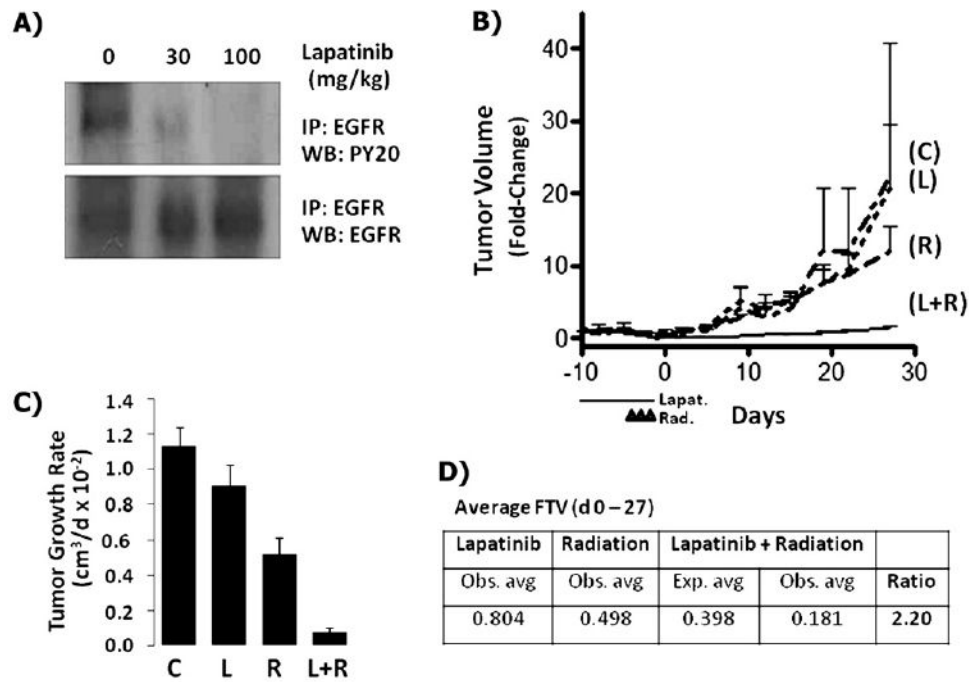 A)
0 30 100 Lapatinib
(mg/kg)
IP: EGFR
WB: PY20
IP: EGFR
WB: EGFR
B)
Tumor Volume
(Fold-Change)
40
30
20
10
0
-10 0 10 20 30
(C)
(L)
(R)
(L+R)
Lapat.
Rad.
Days
C)
Tumor Growth Rate
(cm³/d x 10⁻²)
1.4
1.2
1.0
0.8
0.6
0.4
0.2
0.0
C L R L+R
D)
Average FTV (d 0 – 27)
Lapatinib Radiation Lapatinib + Radiation
Obs. avg Obs. avg Exp. avg Obs. avg Ratio
0.804 0.498 0.398 0.181 2.20